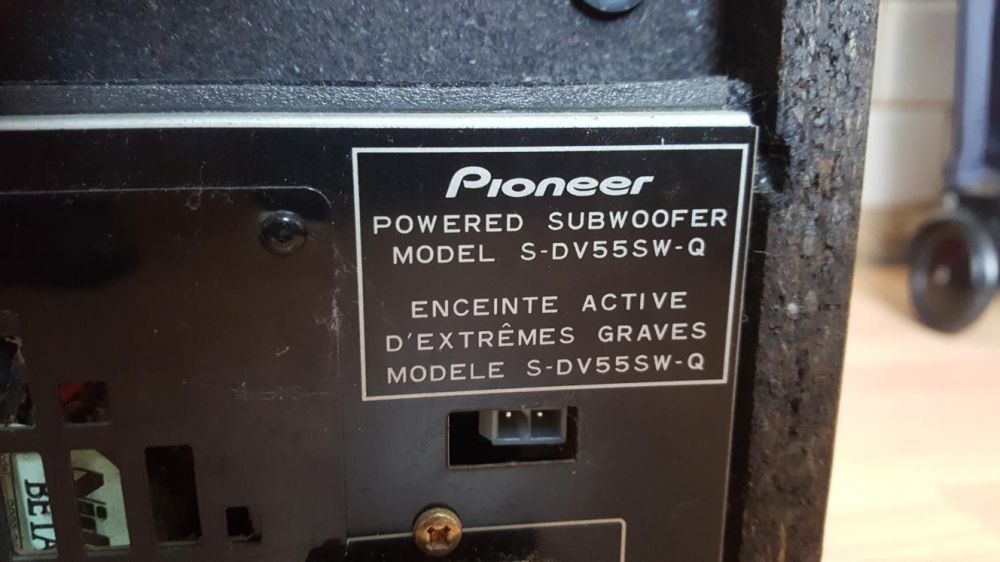 Pioneer
POWERED SUBWOOFER
MODEL S-DV55SW-Q
ENCEINTE ACTIVE
D'EXTRÊMES GRAVES
MODELE S-DV55SW-Q